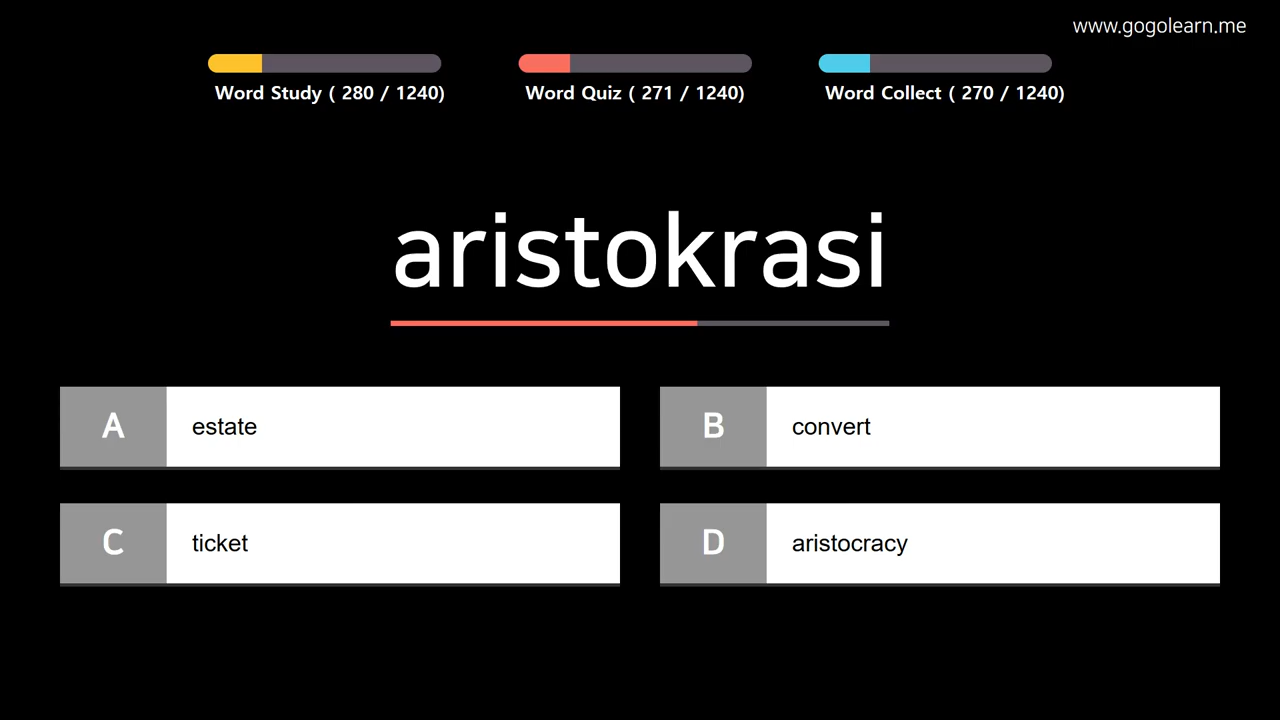 www.gogolearn.me
Word Study ( 280 / 1240)
Word Quiz ( 271 / 1240)
Word Collect ( 270 / 1240)
aristokrasi
A estate
B convert
C ticket
D aristocracy